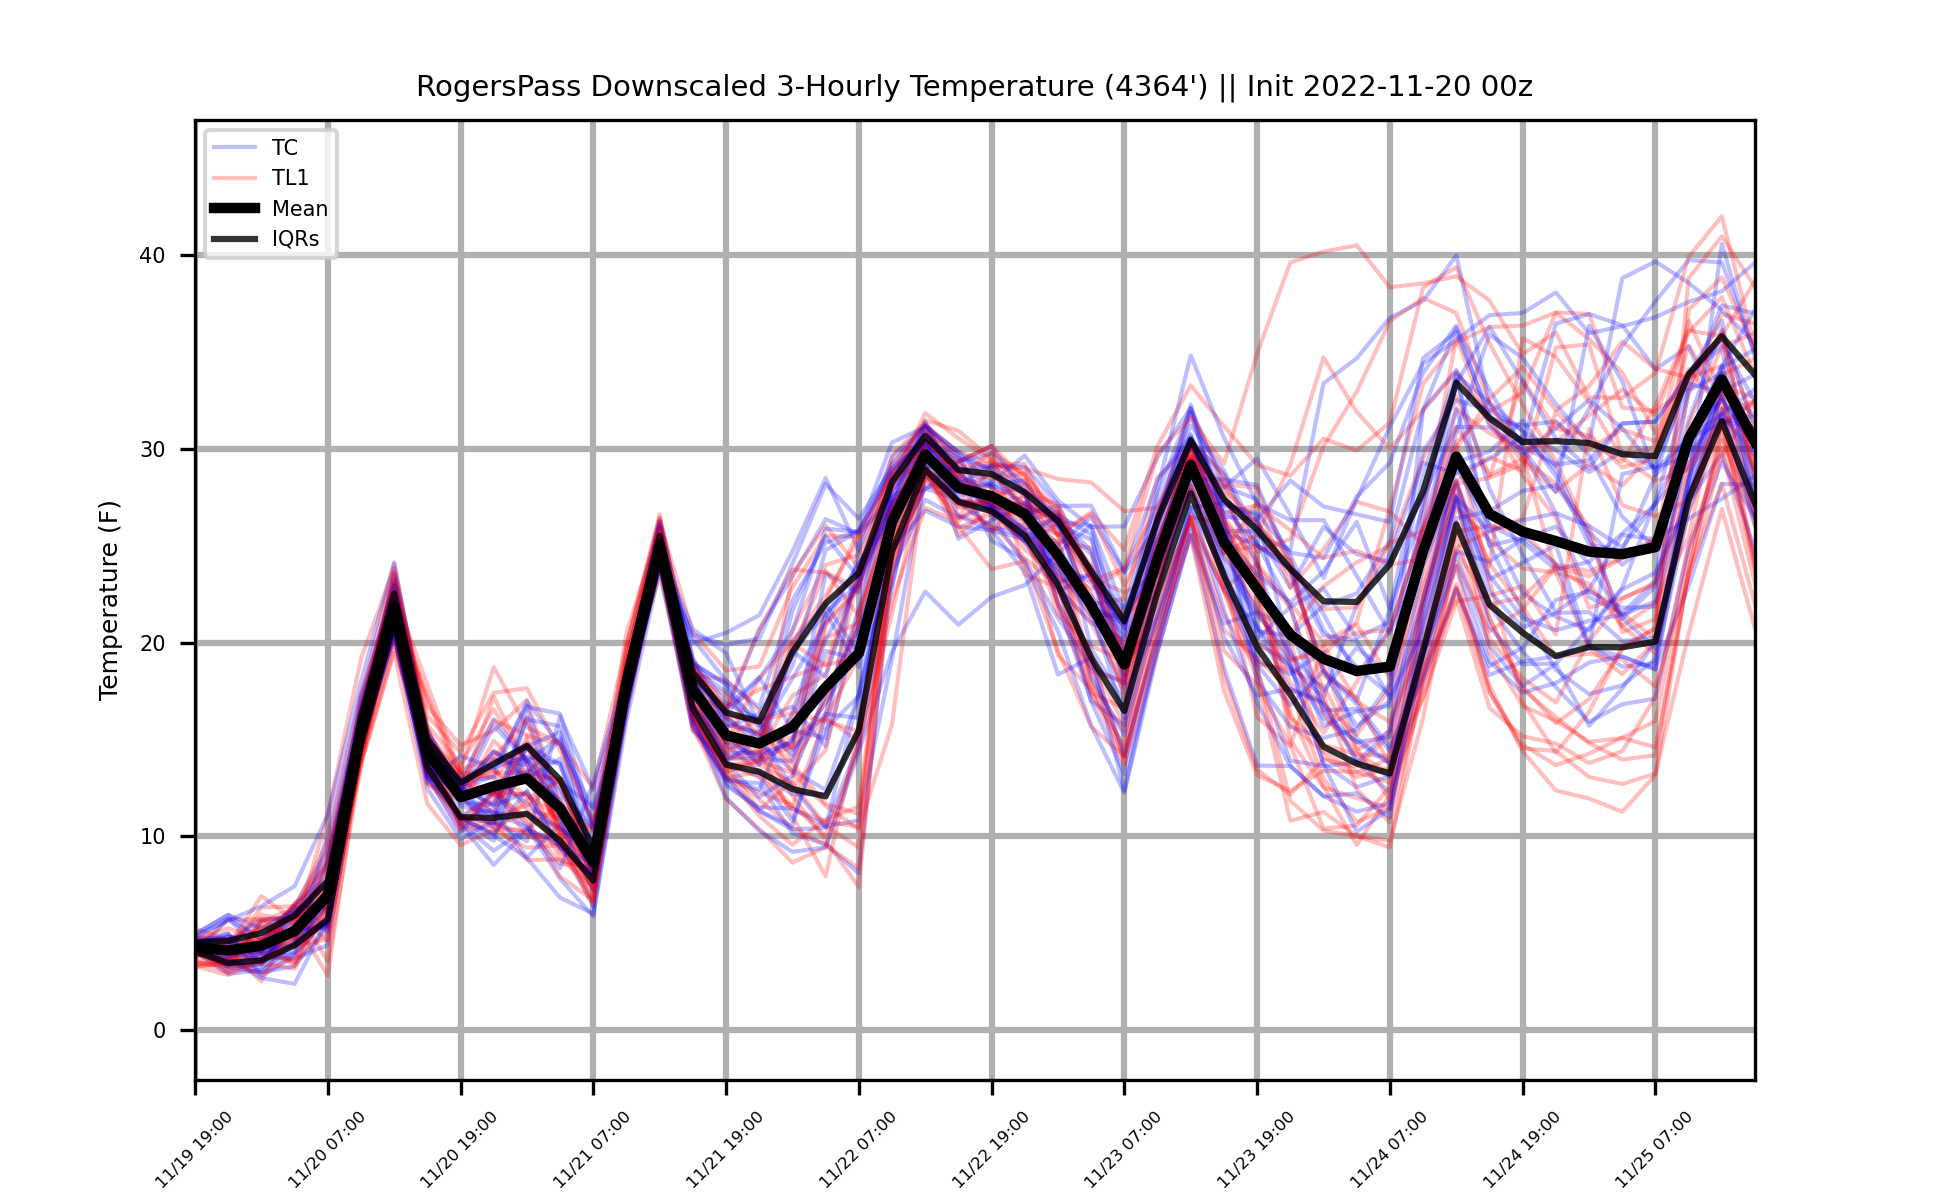 RogersPass Downscaled 3-Hourly Temperature (4364') || Init 2022-11-20 00z
TC
TL1
Mean
IQRs
Temperature (F)
40
30
20
10
0
11/19 19:00
11/20 07:00
11/20 19:00
11/21 07:00
11/21 19:00
11/22 07:00
11/22 19:00
11/23 07:00
11/23 19:00
11/24 07:00
11/24 19:00
11/25 07:00